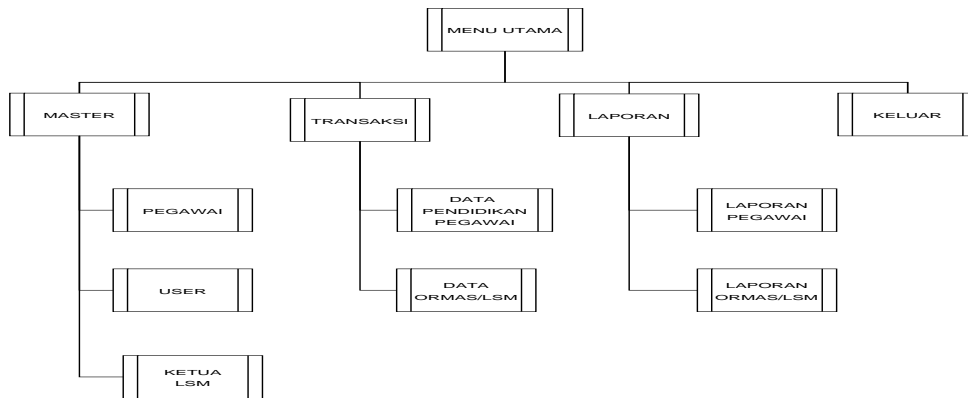 MENU UTAMA
MASTER
TRANSAKSI
LAPORAN
KELUAR
PEGAWAI
DATA
PENDIDIKAN
PEGAWAI
LAPORAN
PEGAWAI
USER
DATA
ORMAS/LSM
LAPORAN
ORMAS/LSM
KETUA
LSM